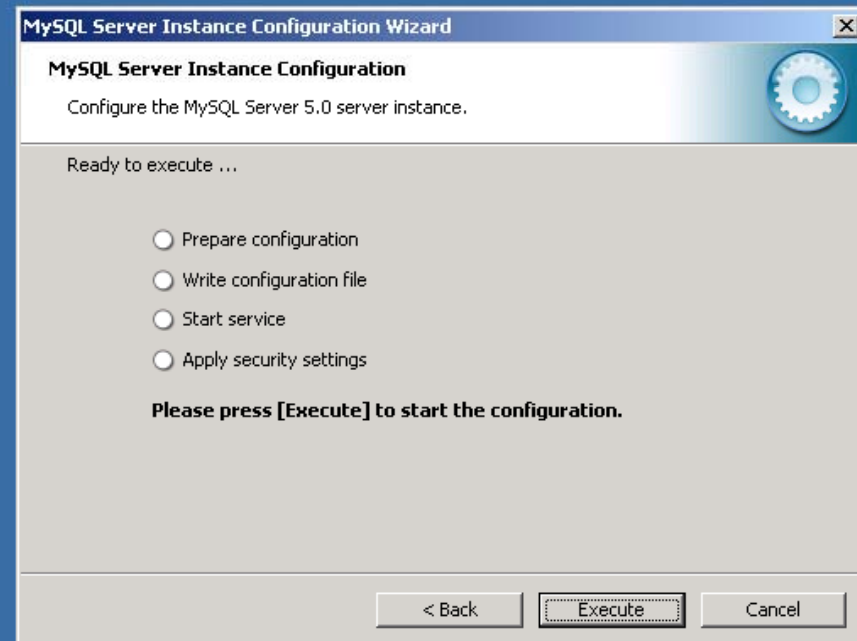 MySQL Server Instance Configuration Wizard
MySQL Server Instance Configuration
Configure the MySQL Server 5.0 server instance.
Ready to execute ...
Prepare configuration
Write configuration file
Start service
Apply security settings
Please press [Execute] to start the configuration.
< Back
Execute
Cancel